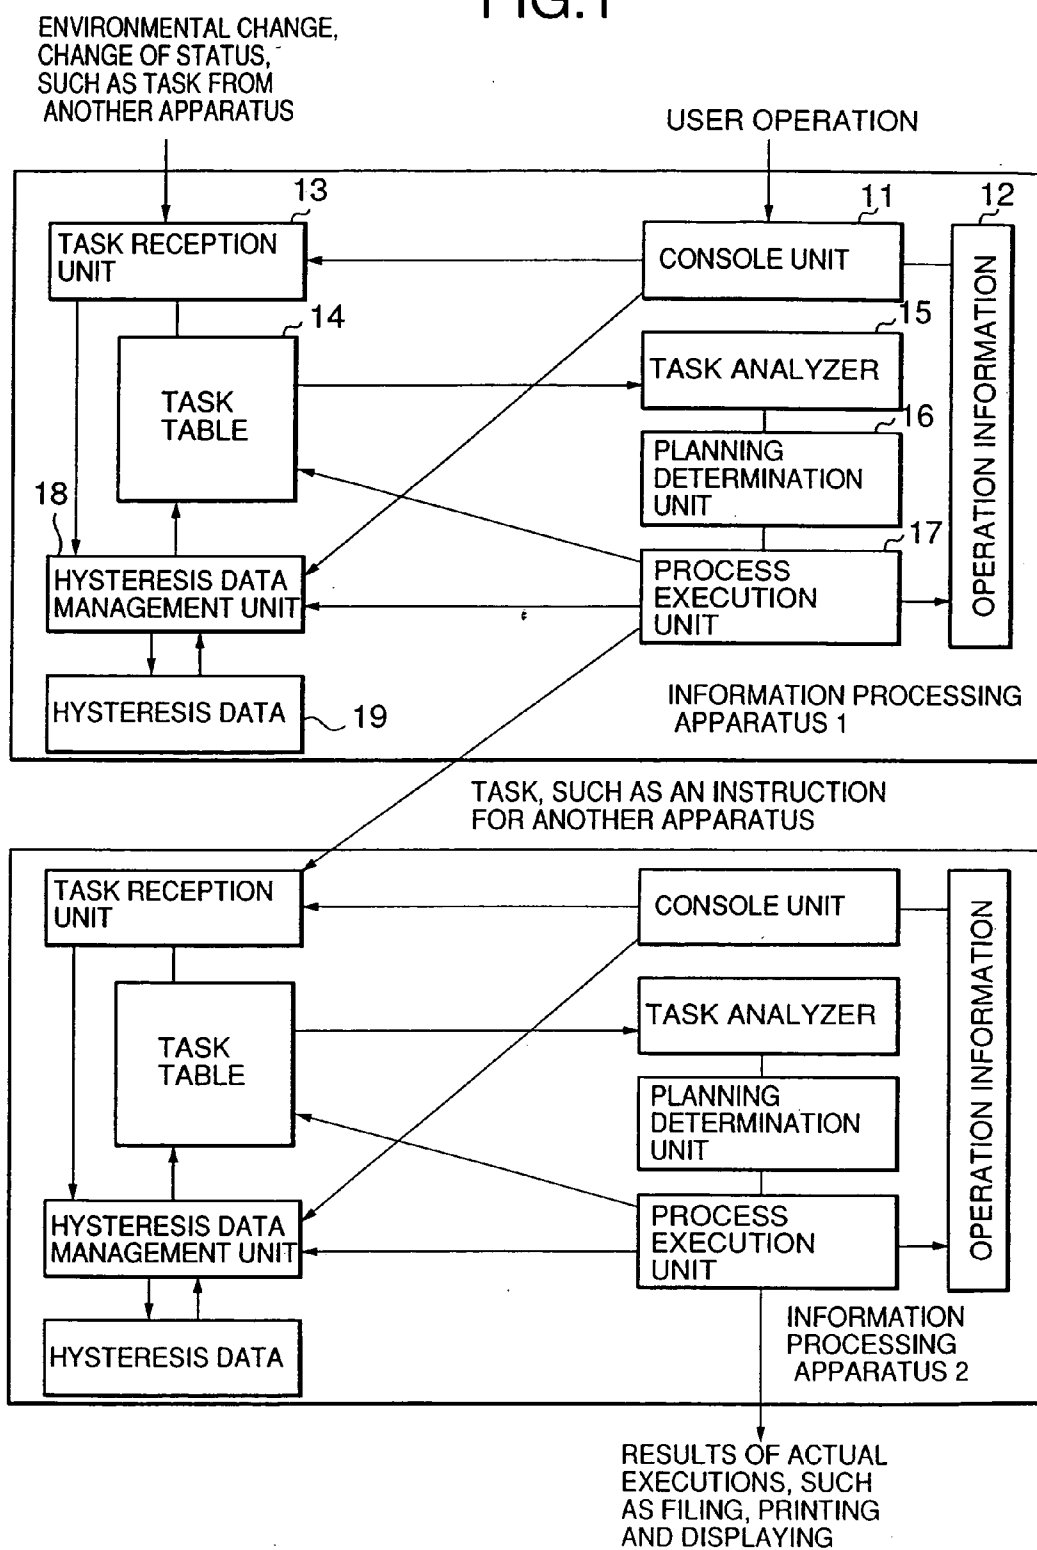 FIG.1
ENVIRONMENTAL CHANGE,
CHANGE OF STATUS,
SUCH AS TASK FROM
ANOTHER APPARATUS
USER OPERATION
13
11
12
TASK RECEPTION
UNIT
CONSOLE UNIT
OPERATION INFORMATION
14
15
TASK
TABLE
TASK ANALYZER
16
PLANNING
DETERMINATION
UNIT
18
17
HYSTERESIS DATA
MANAGEMENT UNIT
PROCESS
EXECUTION
UNIT
HYSTERESIS DATA
19
INFORMATION PROCESSING
APPARATUS 1
TASK, SUCH AS AN INSTRUCTION
FOR ANOTHER APPARATUS
TASK RECEPTION
UNIT
CONSOLE UNIT
OPERATION INFORMATION
TASK
TABLE
TASK ANALYZER
PLANNING
DETERMINATION
UNIT
HYSTERESIS DATA
MANAGEMENT UNIT
PROCESS
EXECUTION
UNIT
HYSTERESIS DATA
INFORMATION
PROCESSING
APPARATUS 2
RESULTS OF ACTUAL
EXECUTIONS, SUCH
AS FILING, PRINTING
AND DISPLAYING